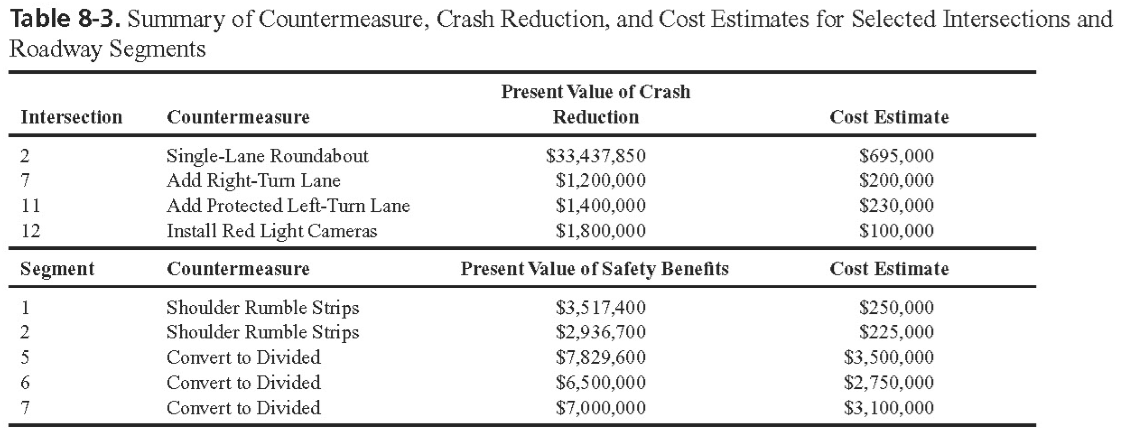 Table 8-3. Summary of Countermeasure, Crash Reduction, and Cost Estimates for Selected Intersections and
Roadway Segments
Present Value of Crash
Intersection Countermeasure Reduction Cost Estimate
2 Single-Lane Roundabout $33,437,850 $695,000
7 Add Right-Turn Lane $1,200,000 $200,000
11 Add Protected Left-Turn Lane $1,400,000 $230,000
12 Install Red Light Cameras $1,800,000 $100,000
Segment Countermeasure Present Value of Safety Benefits Cost Estimate
1 Shoulder Rumble Strips $3,517,400 $250,000
2 Shoulder Rumble Strips $2,936,700 $225,000
5 Convert to Divided $7,829,600 $3,500,000
6 Convert to Divided $6,500,000 $2,750,000
7 Convert to Divided $7,000,000 $3,100,000